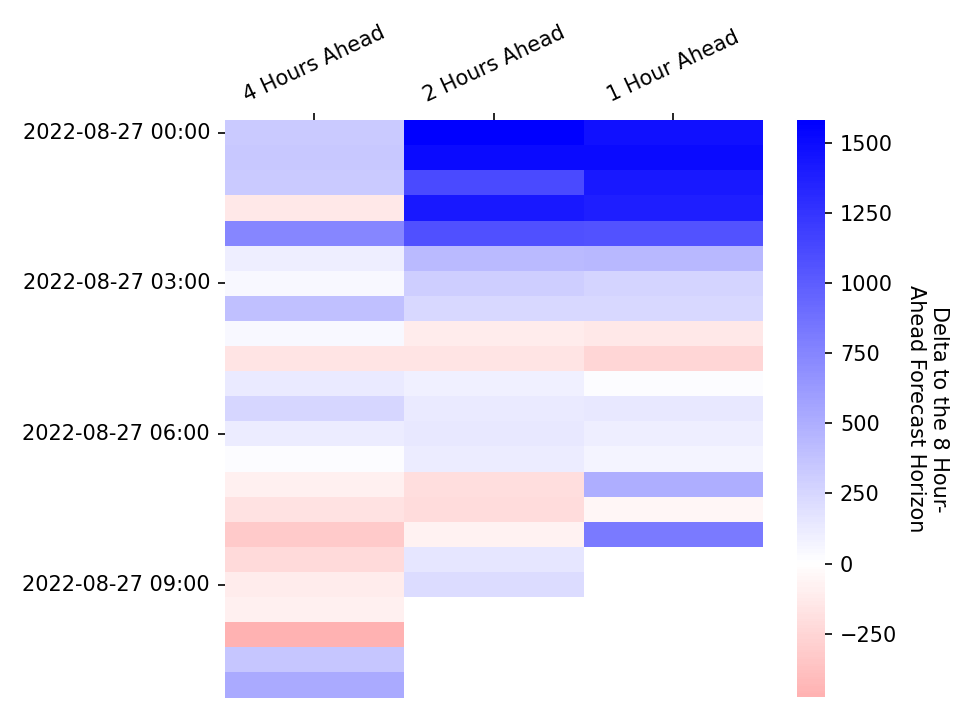 4 Hours Ahead
2 Hours Ahead
1 Hour Ahead
2022-08-27 00:00
2022-08-27 03:00
2022-08-27 06:00
2022-08-27 09:00
1500
1250
1000
750
500
250
0
−250
Delta to the 8 Hour-
Ahead Forecast Horizon